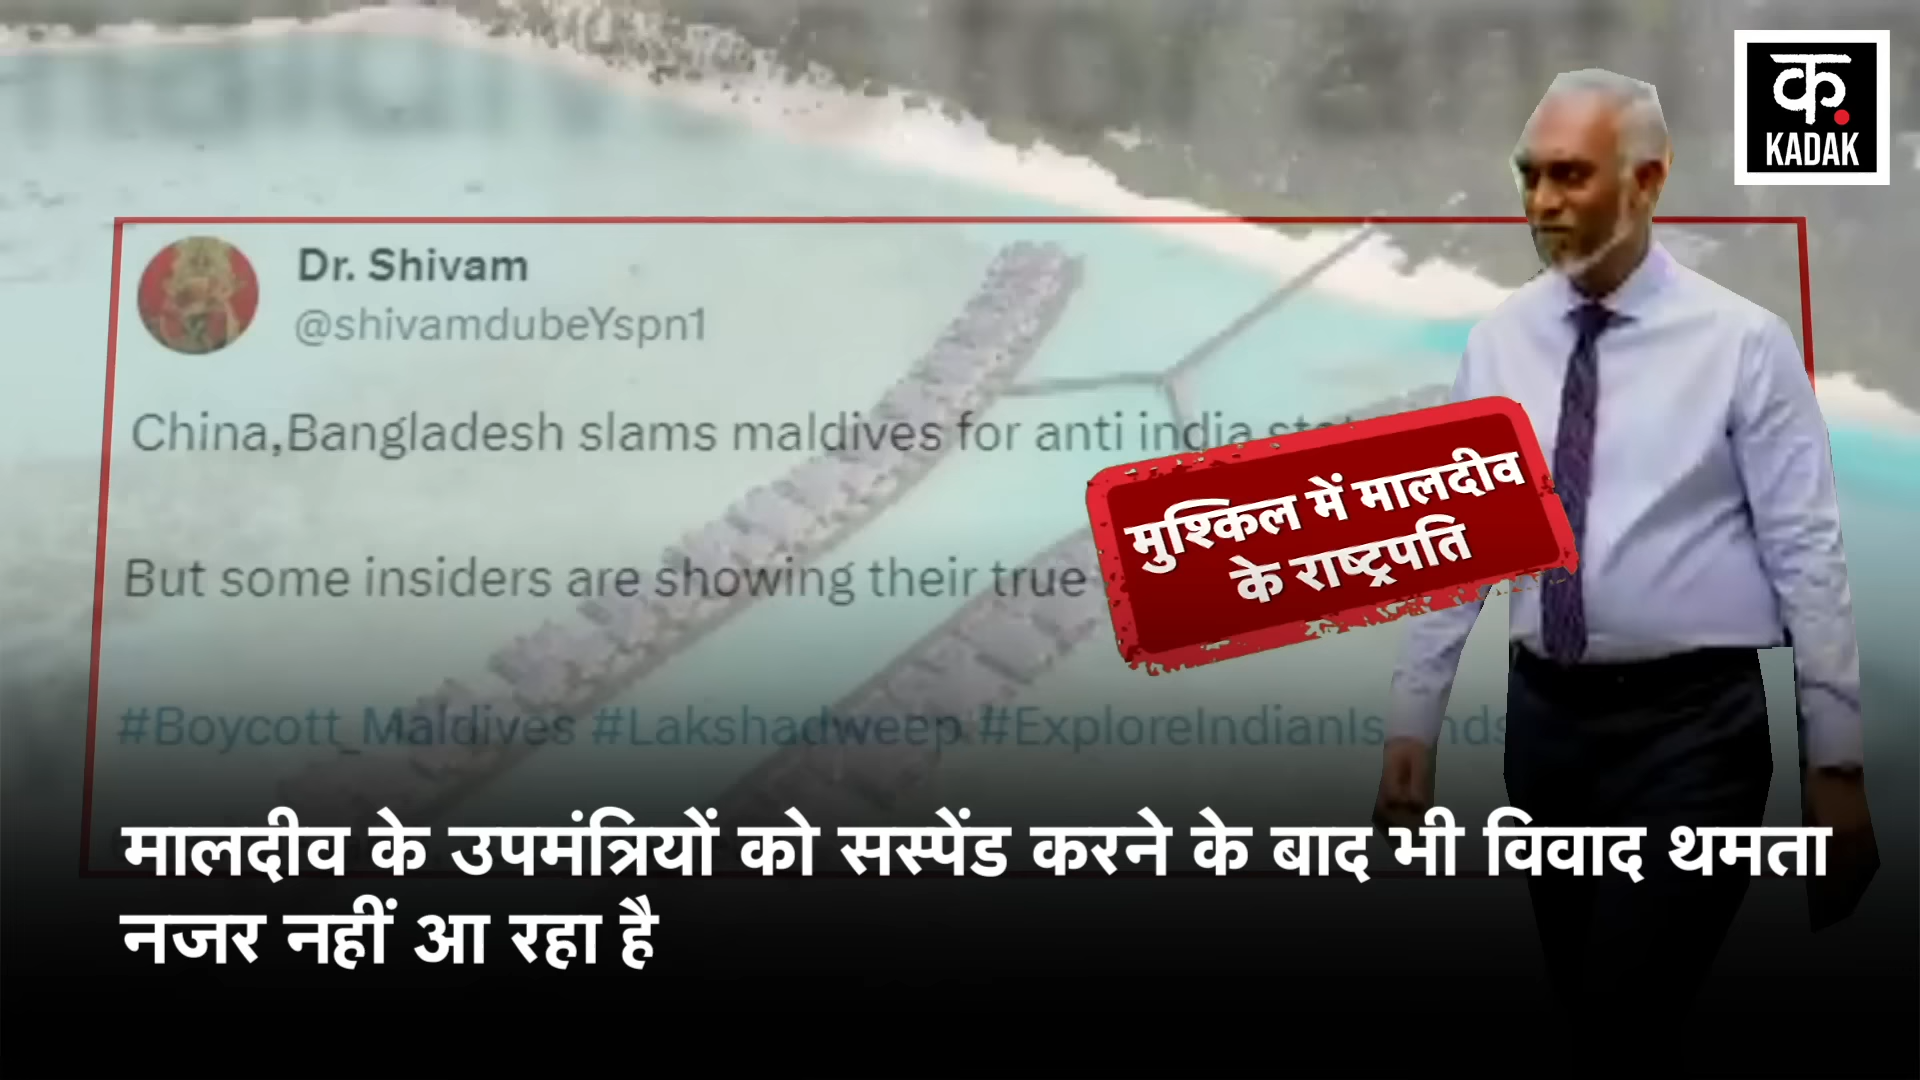 क
KADAK
Dr. Shivam
@shivamdubeYspn1
China,Bangladesh slams maldives for anti india
But some insiders are showing their true
#Boycott_Maldives #Lakshadweep
मुश्किल में मालदीव
के राष्ट्रपति
मालदीव के उपमंत्रियों को सस्पेंड करने के बाद भी विवाद थमता
नजर नहीं आ रहा है